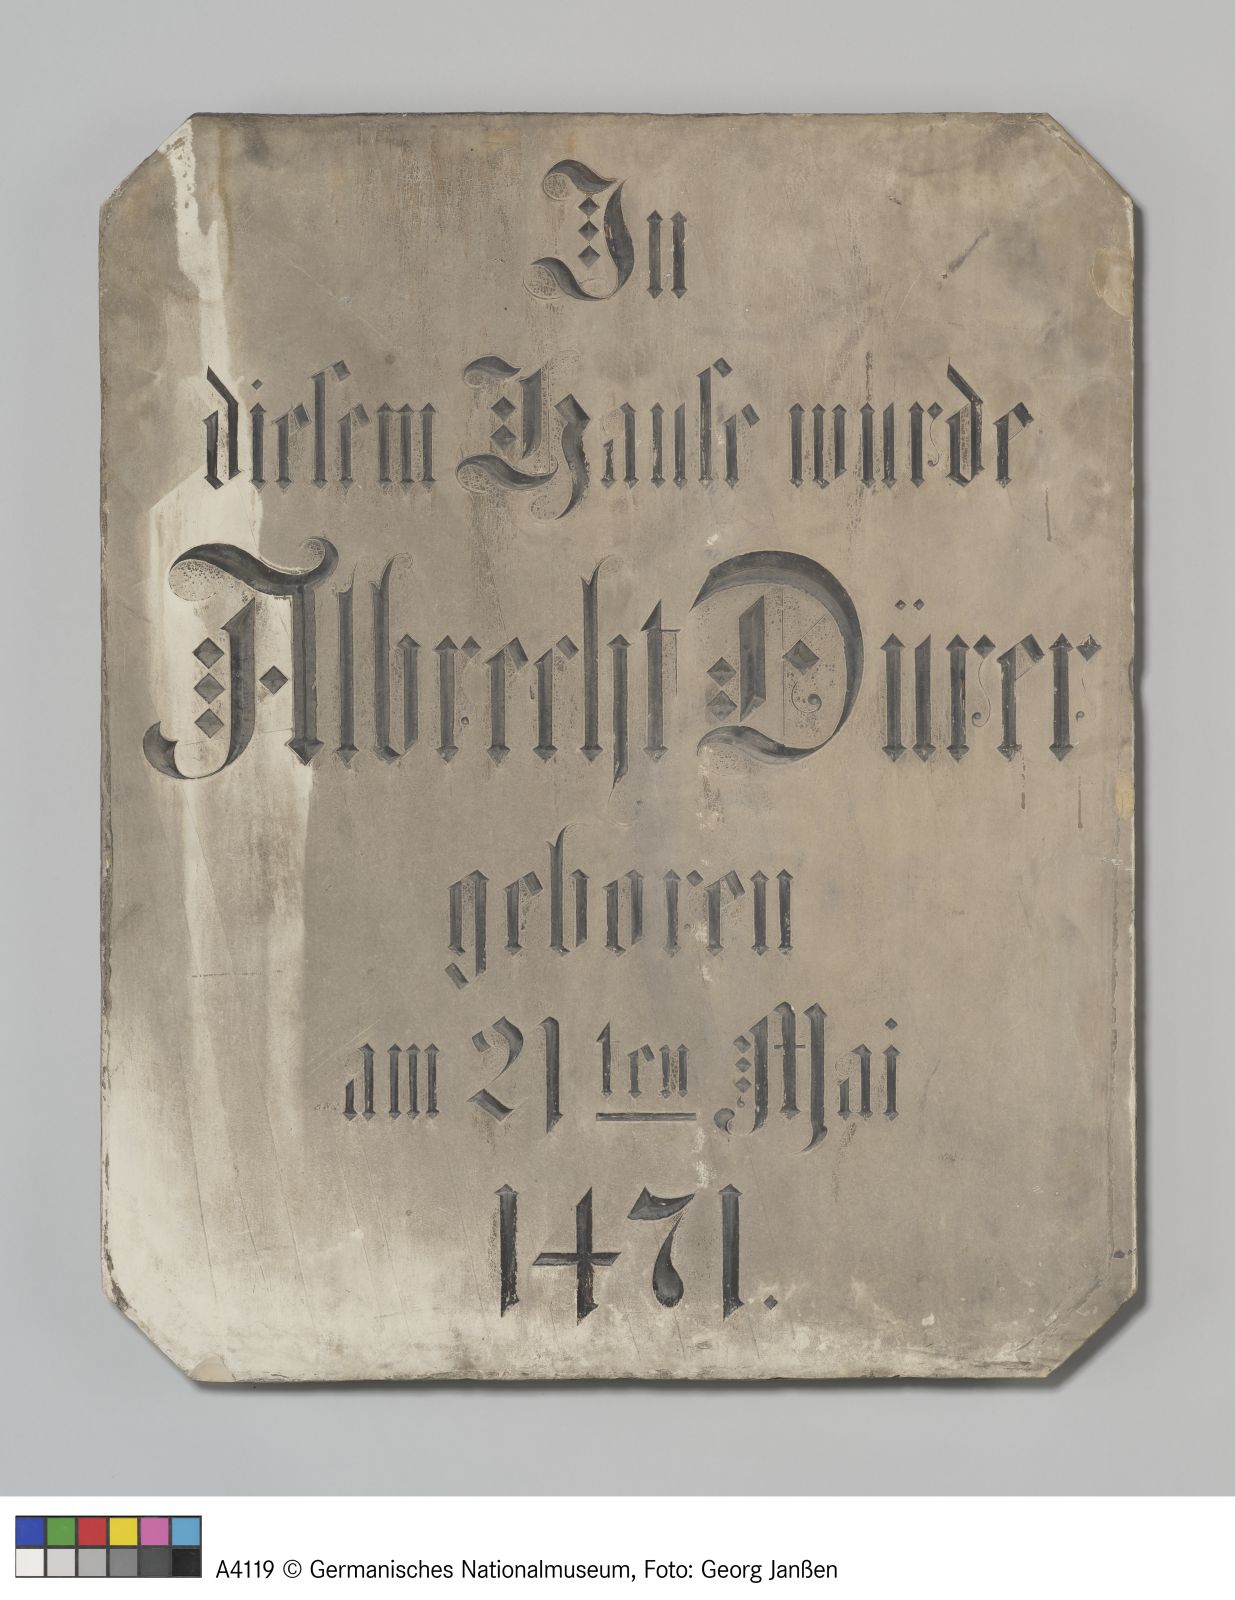 In
dieſem Hauſe wurde
Albrecht Dürer
geboren
am 21ten Mai
1471.
A4119 © Germanisches Nationalmuseum, Foto: Georg Janßen